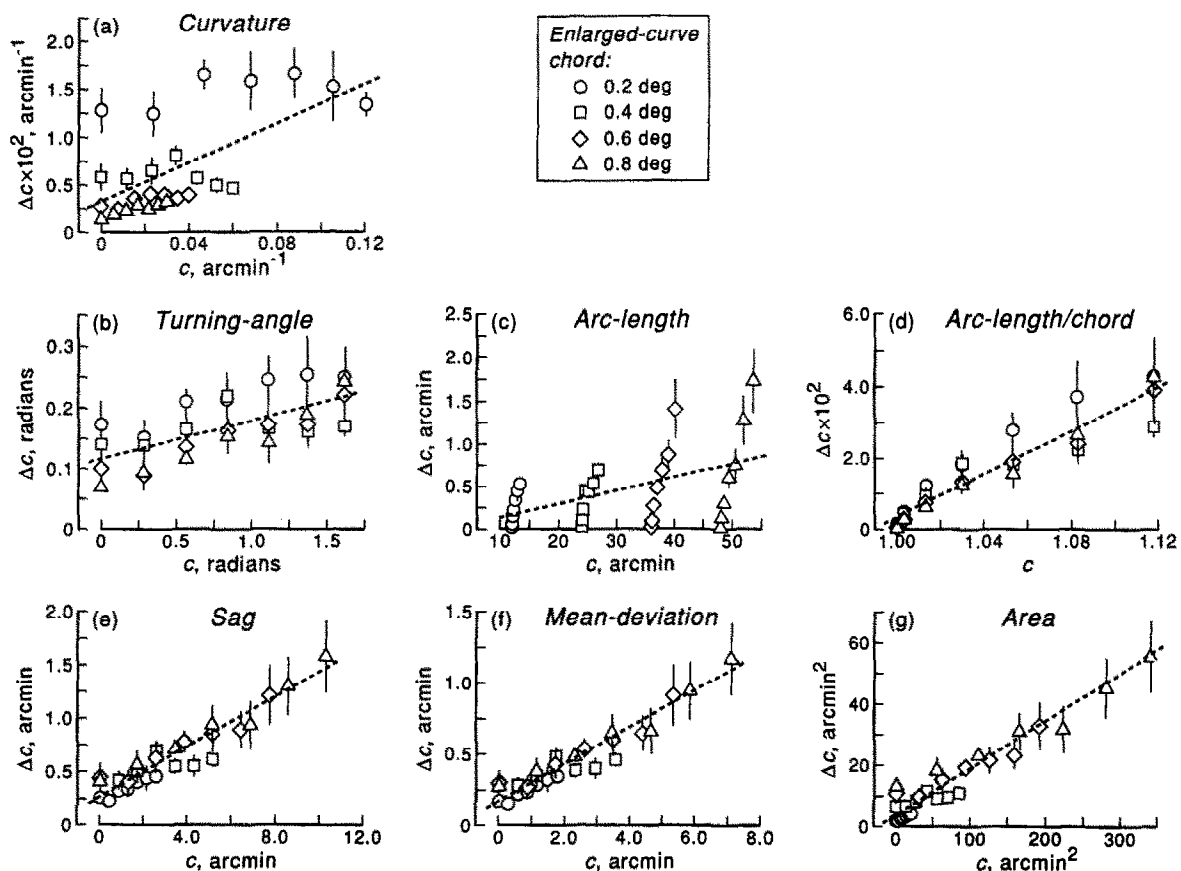 (a) Curvature
Δc×10², arcmin⁻¹
2.0
1.5
1.0
0.5
0
0 0.04 0.08 0.12
c, arcmin⁻¹
Enlarged-curve
chord:
○ 0.2 deg
□ 0.4 deg
◇ 0.6 deg
△ 0.8 deg
(b) Turning-angle
Δc, radians
0.3
0.2
0.1
0
0 0.5 1.0 1.5
c, radians
(c) Arc-length
Δc, arcmin
2.5
2.0
1.5
1.0
0.5
0
10 20 30 40 50
c, arcmin
(d) Arc-length/chord
Δc×10²
6.0
4.0
2.0
0
1.00 1.04 1.08 1.12
c
(e) Sag
Δc, arcmin
2.0
1.5
1.0
0.5
0
0 4.0 8.0 12.0
c, arcmin
(f) Mean-deviation
Δc, arcmin
1.5
1.0
0.5
0
0 2.0 4.0 6.0 8.0
c, arcmin
(g) Area
Δc, arcmin²
60
40
20
0
0 100 200 300
c, arcmin²